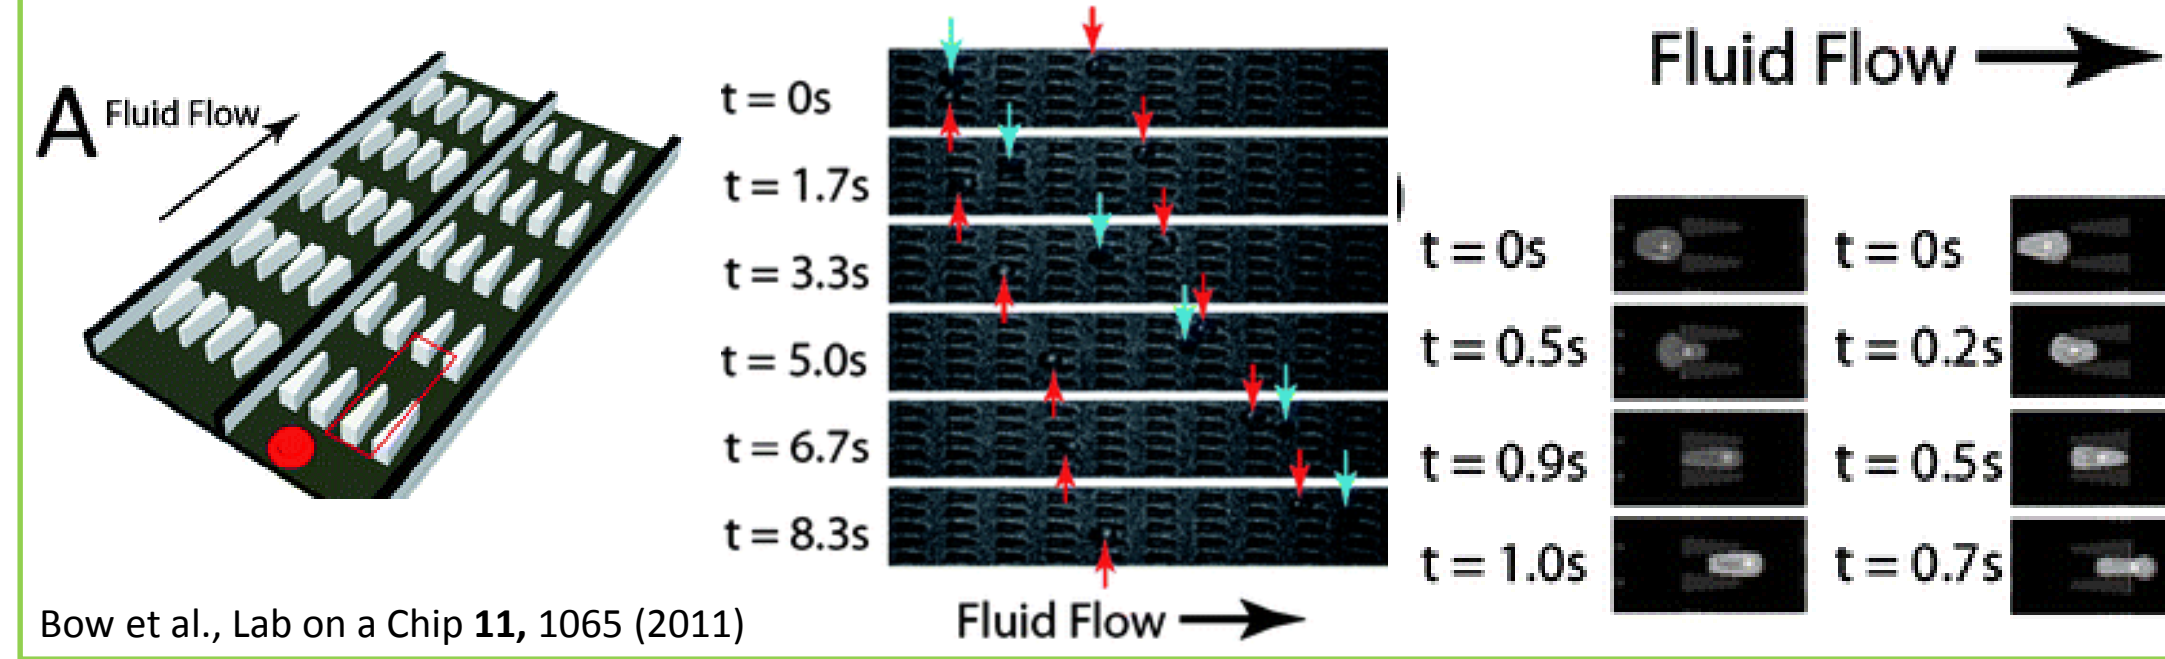 A
Fluid Flow
Bow et al., Lab on a Chip 11, 1065 (2011)
t = 0s
t = 1.7s
t = 3.3s
t = 5.0s
t = 6.7s
t = 8.3s
Fluid Flow
Fluid Flow
t = 0s
t = 0.5s
t = 0.9s
t = 1.0s
t = 0s
t = 0.2s
t = 0.5s
t = 0.7s